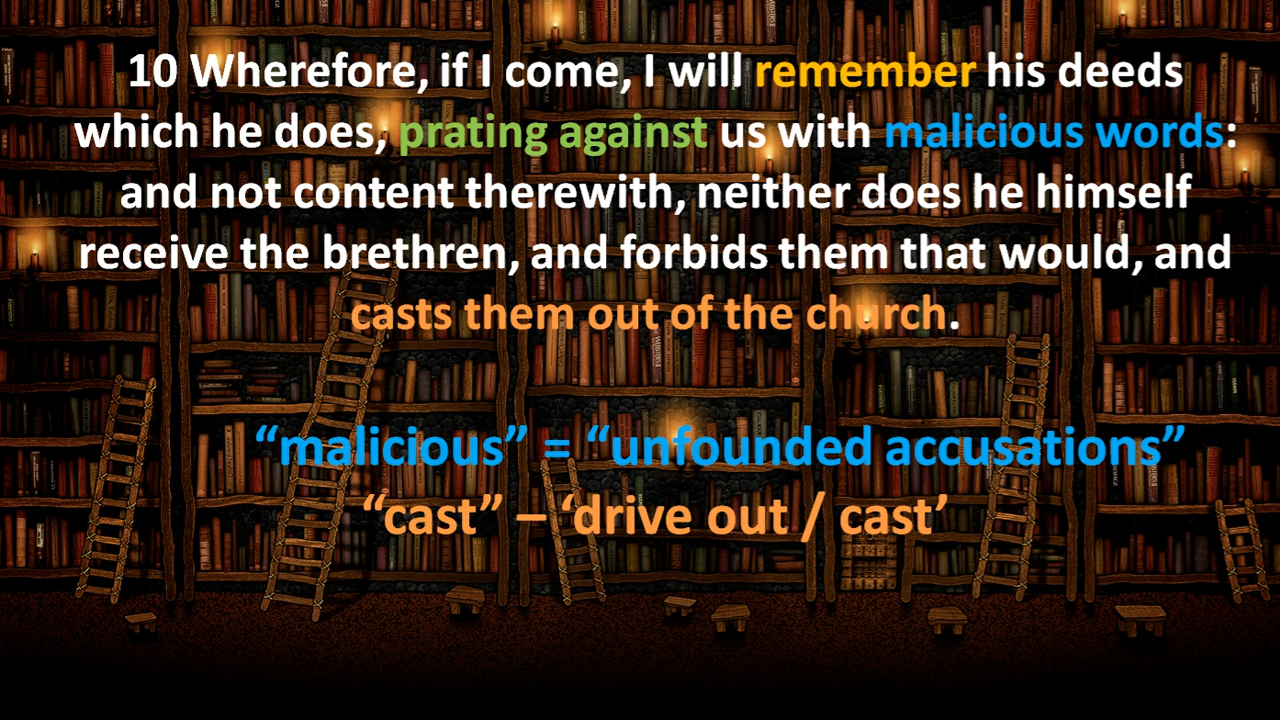 10 Wherefore, if I come, I will remember his deeds
which he does, prating against us with malicious words:
and not content therewith, neither does he himself
receive the brethren, and forbids them that would, and
casts them out of the church.
“malicious” = “unfounded accusations”
“cast” – ‘drive out / cast’